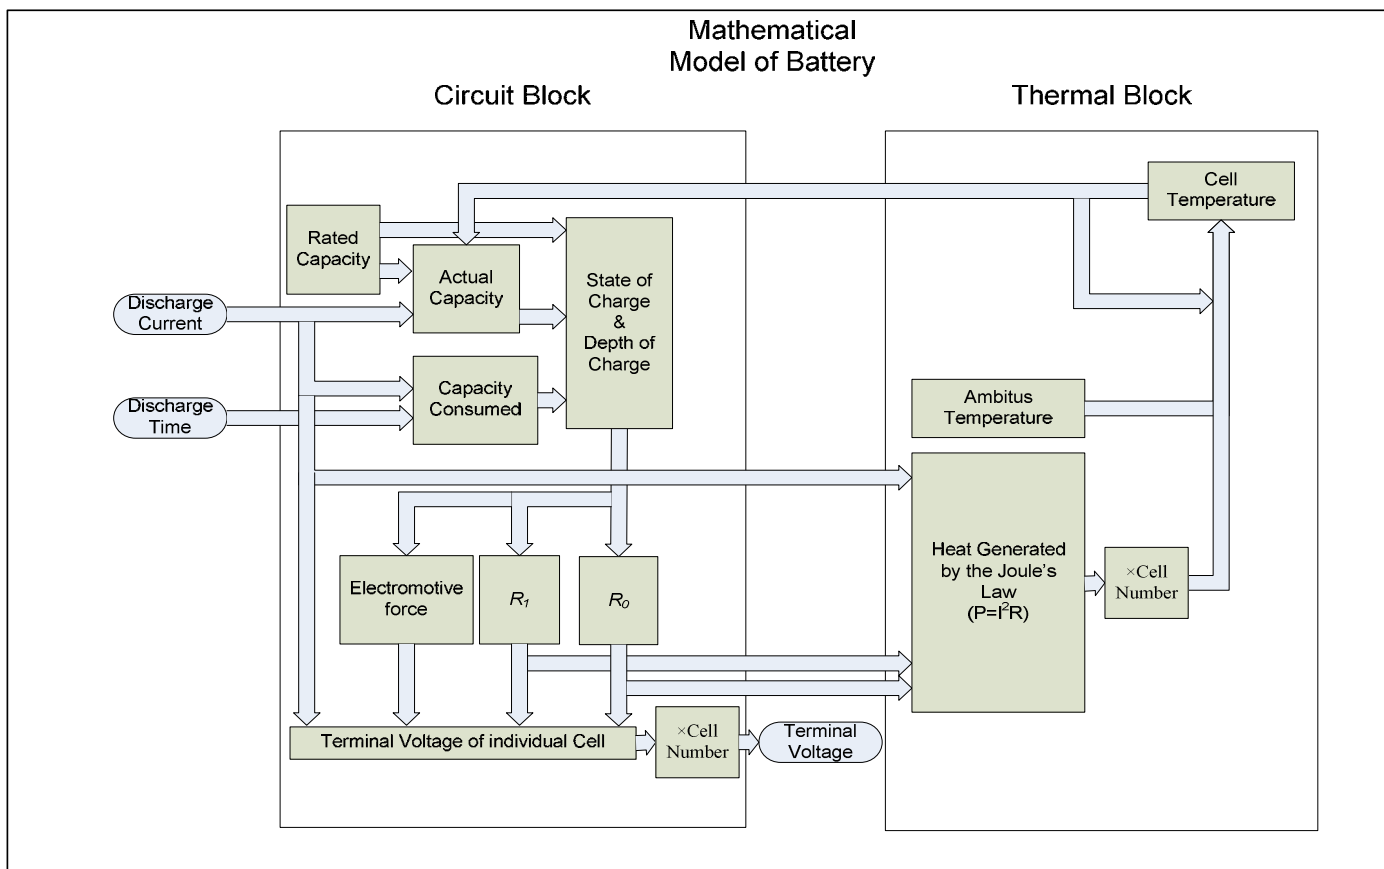 Mathematical
Model of Battery
Circuit Block
Thermal Block
Cell
Temperature
Rated
Capacity
Actual
Capacity
State of
Charge
&
Depth of
Charge
Discharge
Current
Capacity
Consumed
Discharge
Time
Ambitus
Temperature
Heat Generated
by the Joule's
Law
(P=I²R)
×Cell
Number
Electromotive
force
R₁
R₀
Terminal Voltage of individual Cell
×Cell
Number
Terminal
Voltage